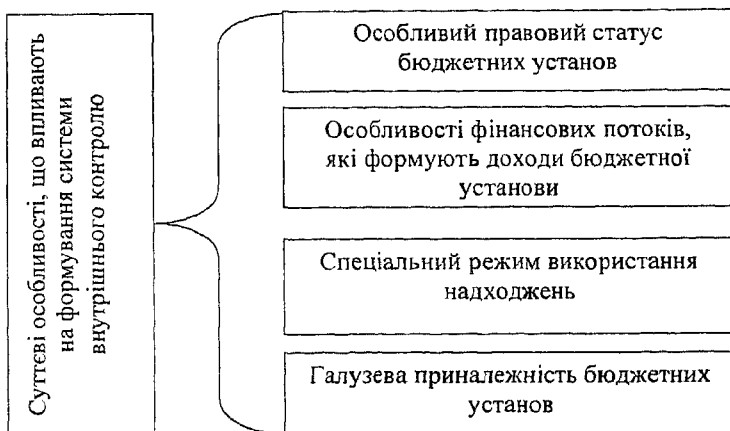 Суттєві особливості, що впливають
на формування системи
внутрішнього контролю
Особливий правовий статус
бюджетних установ
Особливості фінансових потоків,
які формують доходи бюджетної
установи
Спеціальний режим використання
надходжень
Галузева приналежність бюджетних
установ